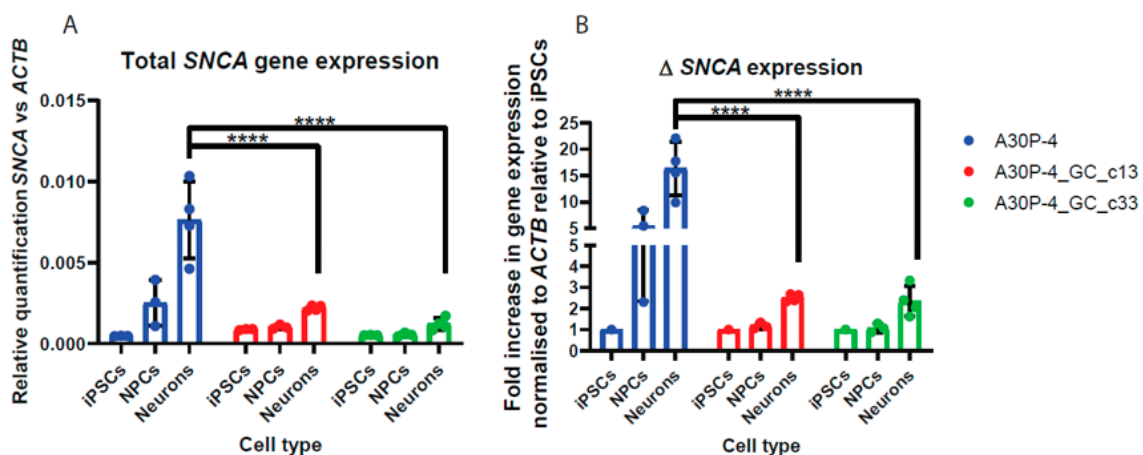 A
Total SNCA gene expression
Relative quantification SNCA vs ACTB
0.015
0.010
0.005
0.000
****
****
iPSCs
NPCs
Neurons
iPSCs
NPCs
Neurons
iPSCs
NPCs
Neurons
Cell type
B
Δ SNCA expression
Fold increase in gene expression
normalised to ACTB relative to iPSCs
25
20
15
10
5
5
4
3
2
1
0
****
****
iPSCs
NPCs
Neurons
iPSCs
NPCs
Neurons
iPSCs
NPCs
Neurons
Cell type
A30P-4
A30P-4_GC_c13
A30P-4_GC_c33